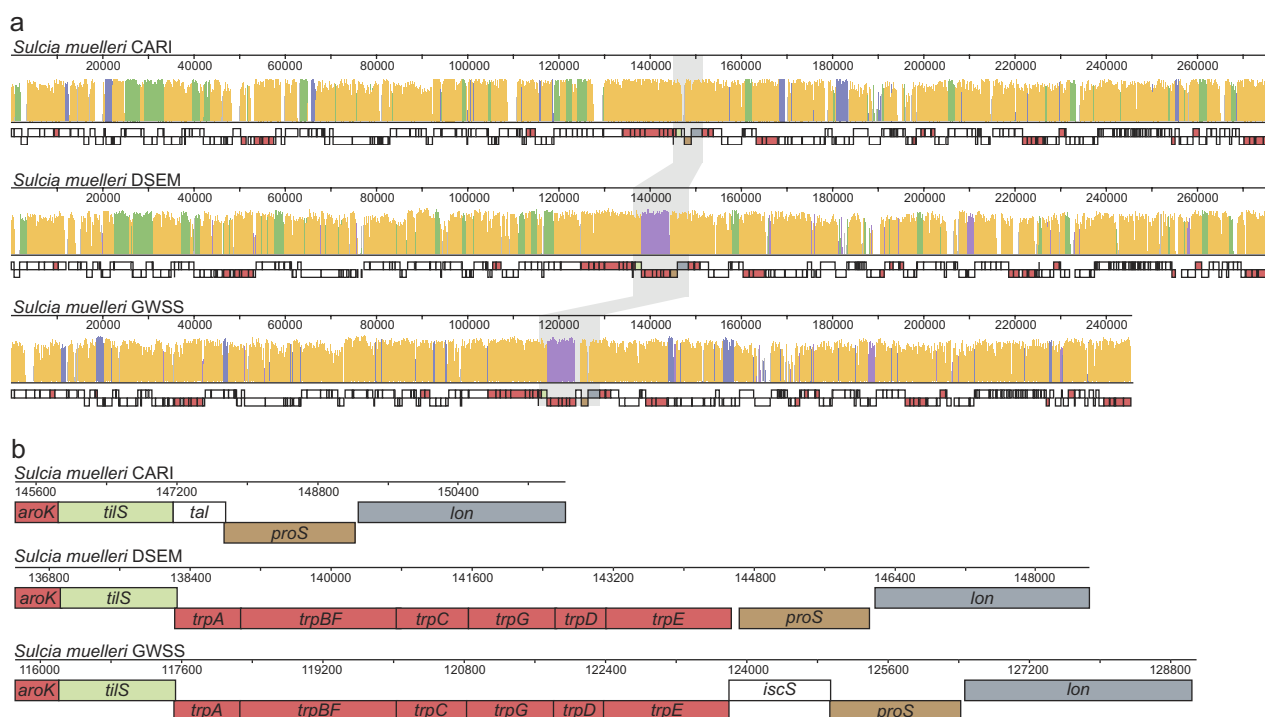 a
Sulcia muelleri CARI
20000 40000 60000 80000 100000 120000 140000 160000 180000 200000 220000 240000 260000
Sulcia muelleri DSEM
20000 40000 60000 80000 100000 120000 140000 160000 180000 200000 220000 240000 260000
Sulcia muelleri GWSS
20000 40000 60000 80000 100000 120000 140000 160000 180000 200000 220000 240000
b
Sulcia muelleri CARI
145600 147200 148800 150400
aroK tilS tal lon
proS
Sulcia muelleri DSEM
136800 138400 140000 141600 143200 144800 146400 148000
aroK tilS lon
trpA trpBF trpC trpG trpD trpE proS
Sulcia muelleri GWSS
116000 117600 119200 120800 122400 124000 125600 127200 128800
aroK tilS iscS lon
trpA trpBF trpC trpG trpD trpE proS